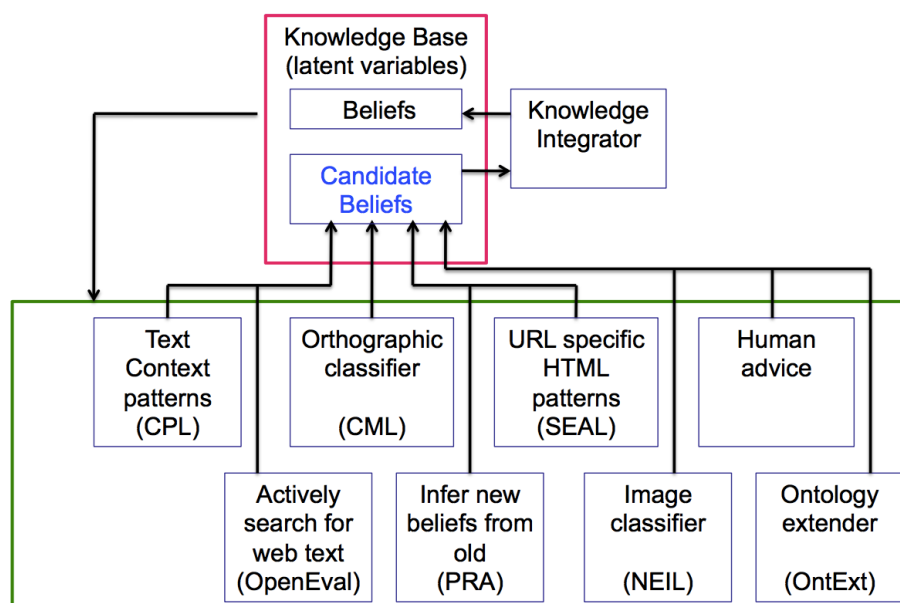 Knowledge Base
(latent variables)
Beliefs
Knowledge
Integrator
Candidate
Beliefs
Text
Context
patterns
(CPL)
Orthographic
classifier
(CML)
URL specific
HTML
patterns
(SEAL)
Human
advice
Actively
search for
web text
(OpenEval)
Infer new
beliefs from
old
(PRA)
Image
classifier
(NEIL)
Ontology
extender
(OntExt)